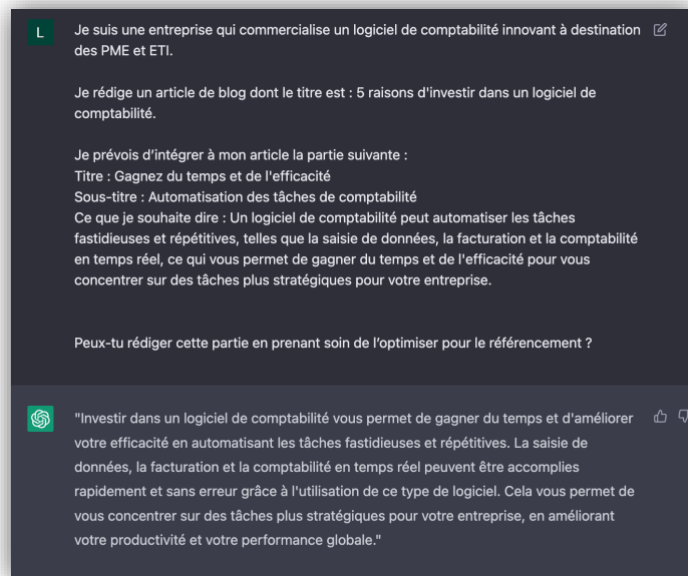 L
Je suis une entreprise qui commercialise un logiciel de comptabilité innovant à destination
des PME et ETI.
Je rédige un article de blog dont le titre est : 5 raisons d'investir dans un logiciel de
comptabilité.
Je prévois d'intégrer à mon article la partie suivante :
Titre : Gagnez du temps et de l'efficacité
Sous-titre : Automatisation des tâches de comptabilité
Ce que je souhaite dire : Un logiciel de comptabilité peut automatiser les tâches
fastidieuses et répétitives, telles que la saisie de données, la facturation et la comptabilité
en temps réel, ce qui vous permet de gagner du temps et de l'efficacité pour vous
concentrer sur des tâches plus stratégiques pour votre entreprise.
Peux-tu rédiger cette partie en prenant soin de l'optimiser pour le référencement ?
"Investir dans un logiciel de comptabilité vous permet de gagner du temps et d'améliorer
votre efficacité en automatisant les tâches fastidieuses et répétitives. La saisie de
données, la facturation et la comptabilité en temps réel peuvent être accomplies
rapidement et sans erreur grâce à l'utilisation de ce type de logiciel. Cela vous permet de
vous concentrer sur des tâches plus stratégiques pour votre entreprise, en améliorant
votre productivité et votre performance globale."